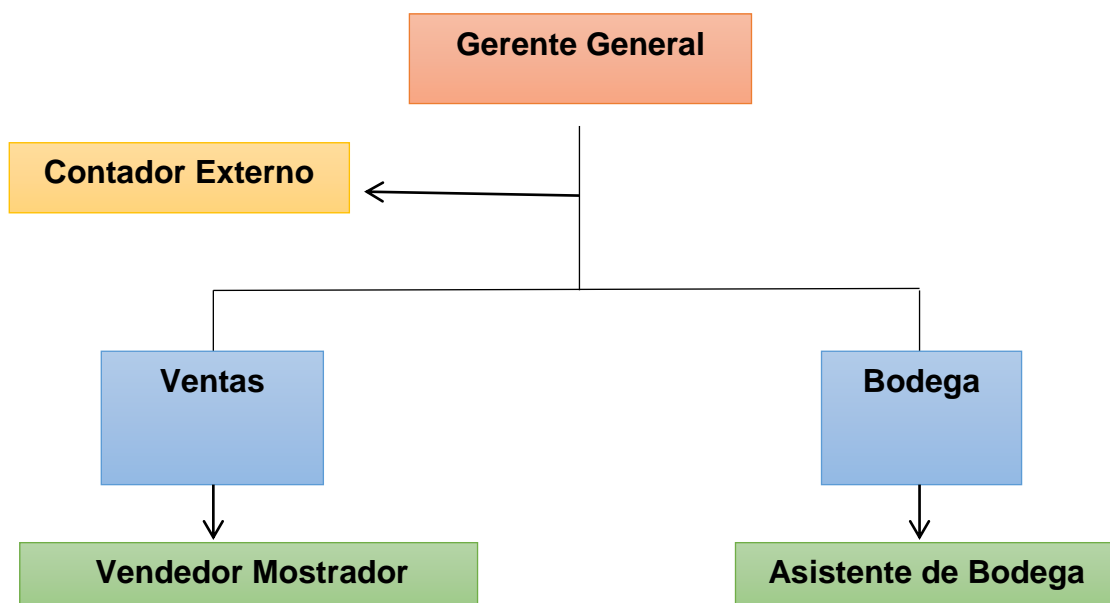 Gerente General
Contador Externo
Ventas
Bodega
Vendedor Mostrador
Asistente de Bodega